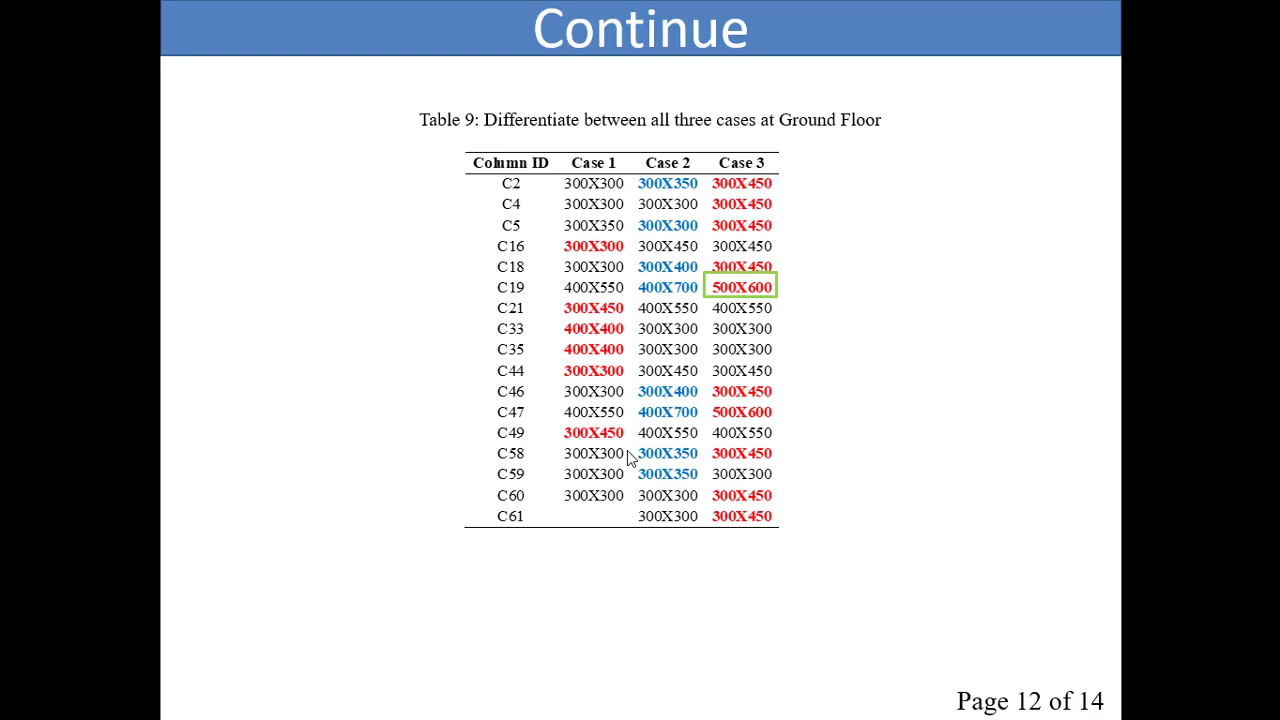 Continue
Table 9: Differentiate between all three cases at Ground Floor
Column ID Case 1 Case 2 Case 3
C2 300X300 300X350 300X450
C4 300X300 300X300 300X450
C5 300X350 300X300 300X450
C16 300X300 300X450 300X450
C18 300X300 300X400 300X450
C19 400X550 400X700 500X600
C21 300X450 400X550 400X550
C33 400X400 300X300 300X300
C35 400X400 300X300 300X300
C44 300X300 300X450 300X450
C46 300X300 300X400 300X450
C47 400X550 400X700 500X600
C49 300X450 400X550 400X550
C58 300X300 300X350 300X450
C59 300X300 300X350 300X300
C60 300X300 300X300 300X450
C61 300X300 300X450
Page 12 of 14